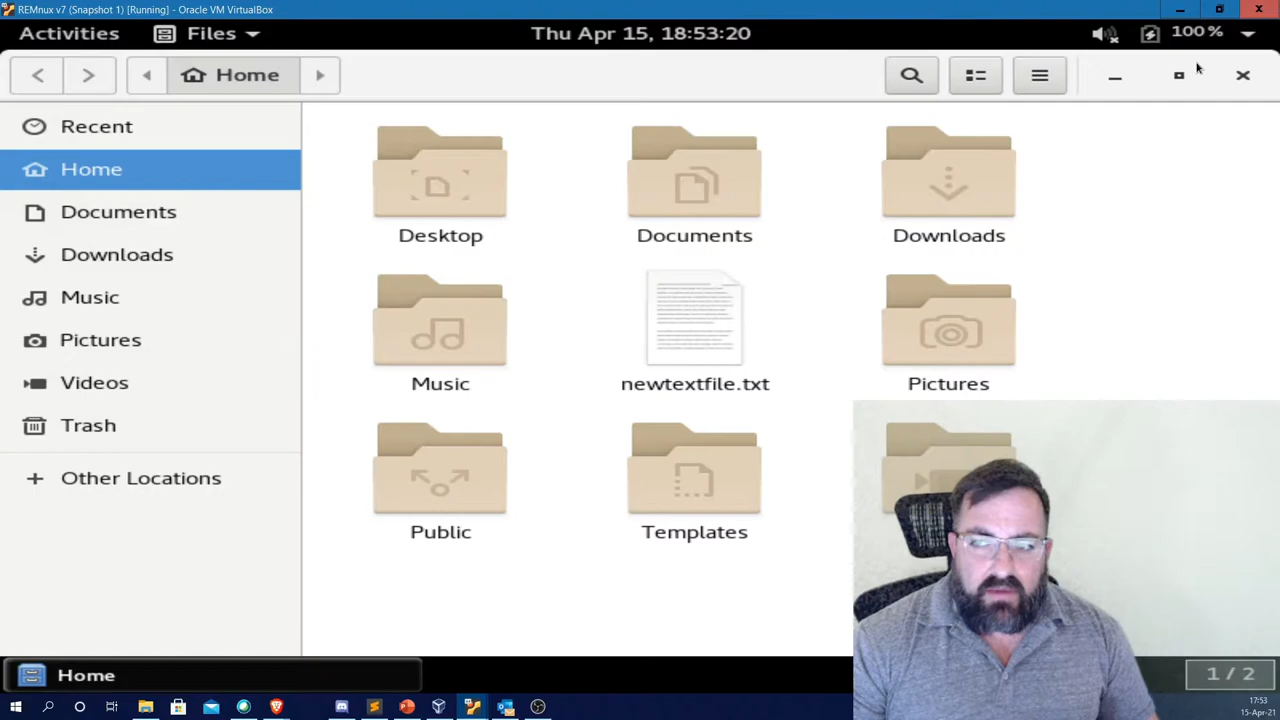 REMnux v7 (Snapshot 1) [Running] - Oracle VM VirtualBox
Activities Files Thu Apr 15, 18:53:20 100%
Home
Recent
Home
Documents
Downloads
Music
Pictures
Videos
Trash
Other Locations
Desktop Documents Downloads
Music newtextfile.txt Pictures
Public Templates
Home 1 / 2
17:53
15-Apr-21